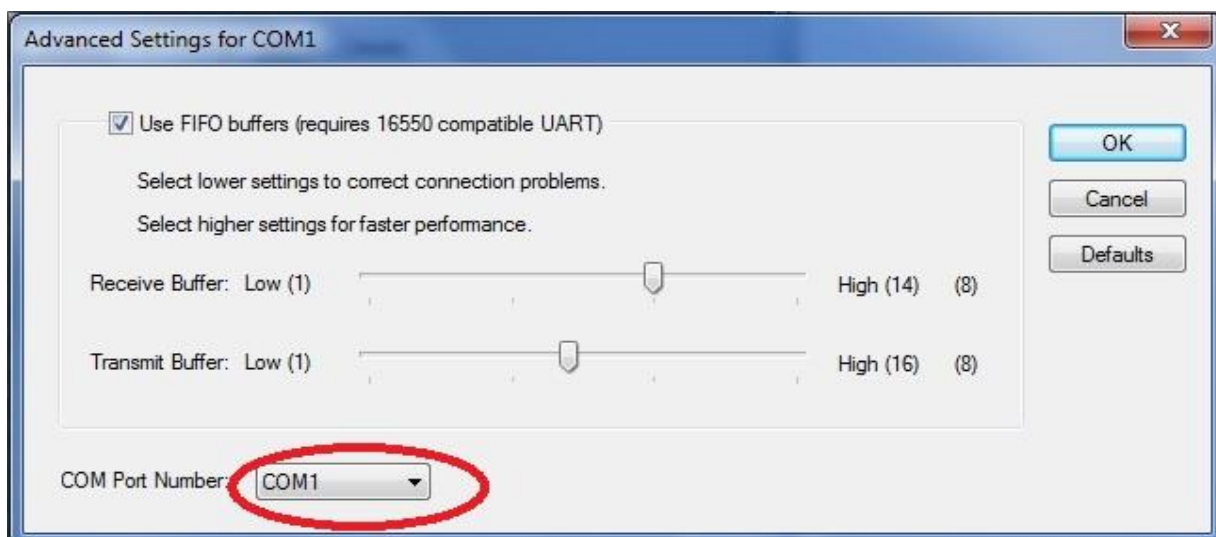 Advanced Settings for COM1
Use FIFO buffers (requires 16550 compatible UART)
OK
Select lower settings to correct connection problems.
Cancel
Select higher settings for faster performance.
Defaults
Receive Buffer: Low (1) High (14) (8)
Transmit Buffer: Low (1) High (16) (8)
COM Port Number: COM1